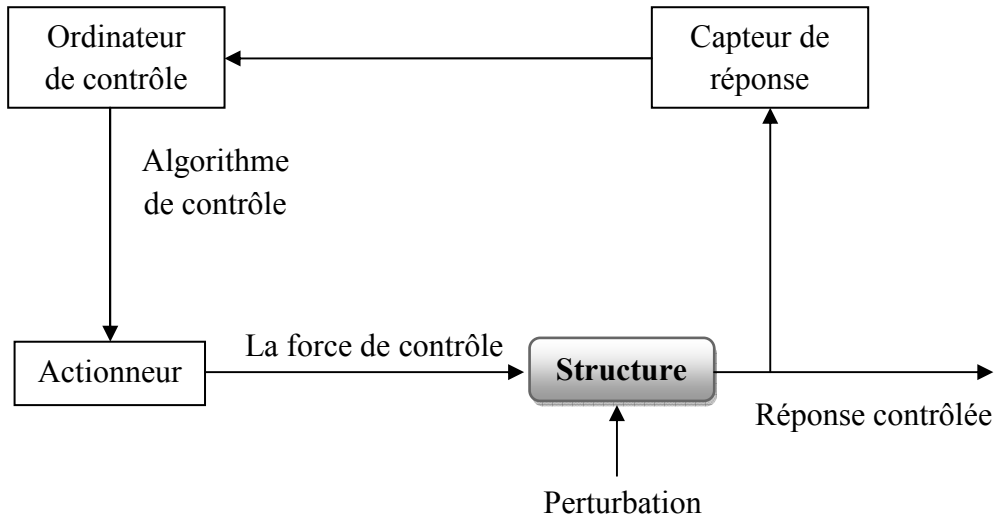 Ordinateur
de contrôle
Capteur de
réponse
Algorithme
de contrôle
La force de contrôle
Actionneur
Structure
Réponse contrôlée
Perturbation